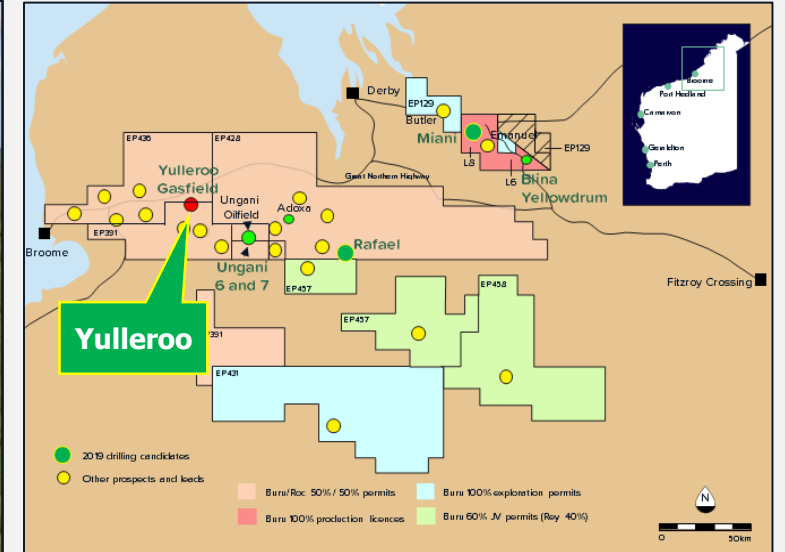 Derby
EP129
Butler
Miani
Emanuel
EP129
L8
L6
Blina
Yellowdrum
EP436
EP428
Yulleroo
Gasfield
Great Northern Highway
Ungani
Oilfield
Adoxa
EP391
Broome
Rafael
Ungani
6 and 7
EP457
Fitzroy Crossing
EP458
EP457
Yulleroo
391
EP431
Broome
Port Hedland
Carnarvon
Geraldton
Perth
2019 drilling candidates
Other prospects and leads
Buru/Roc 50% / 50% permits
Buru 100% exploration permits
Buru 100% production licences
Buru 60% JV permits (Rey 40%)
N
0 50km